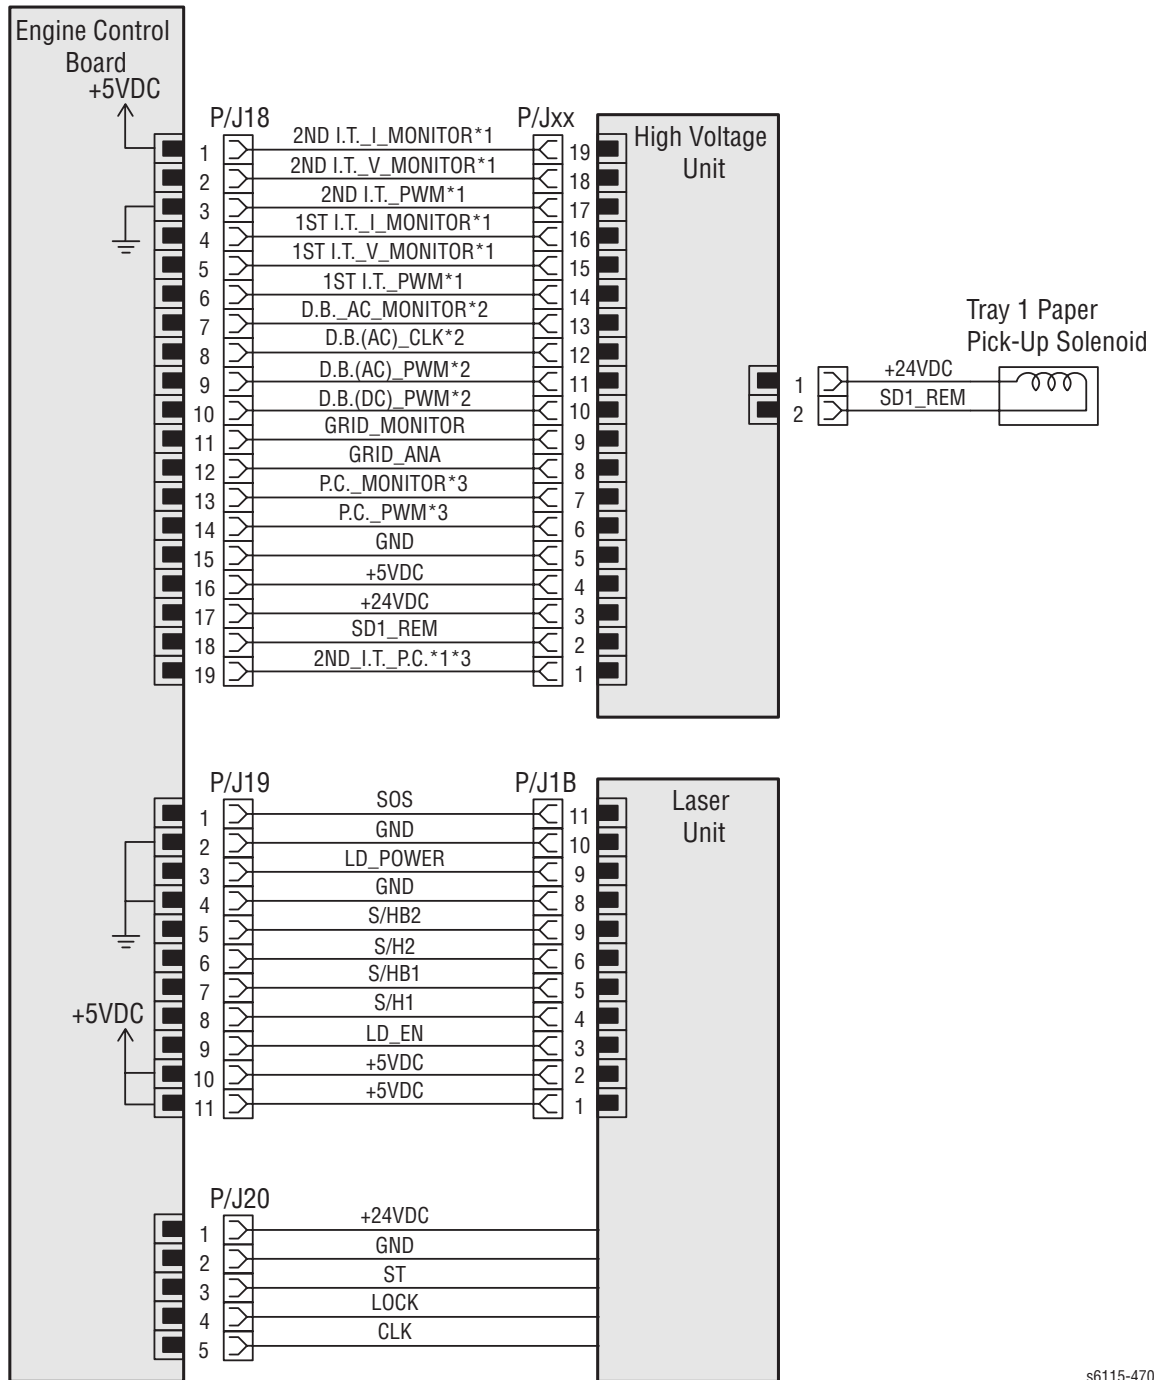 Engine Control
Board
+5VDC
P/J18
P/Jxx
High Voltage
Unit
1 2ND I.T._I_MONITOR*1 19
2 2ND I.T._V_MONITOR*1 18
3 2ND I.T._PWM*1 17
4 1ST I.T._I_MONITOR*1 16
5 1ST I.T._V_MONITOR*1 15
6 1ST I.T._PWM*1 14
7 D.B._AC_MONITOR*2 13
8 D.B.(AC)_CLK*2 12
9 D.B.(AC)_PWM*2 11
10 D.B.(DC)_PWM*2 10
11 GRID_MONITOR 9
12 GRID_ANA 8
13 P.C._MONITOR*3 7
14 P.C._PWM*3 6
15 GND 5
16 +5VDC 4
17 +24VDC 3
18 SD1_REM 2
19 2ND_I.T._P.C.*1*3 1
Tray 1 Paper
Pick-Up Solenoid
1 +24VDC
2 SD1_REM
P/J19
P/J1B
Laser
Unit
1 SOS 11
2 GND 10
3 LD_POWER 9
4 GND 8
5 S/HB2 9
6 S/H2 6
7 S/HB1 5
8 S/H1 4
+5VDC
9 LD_EN 3
10 +5VDC 2
11 +5VDC 1
P/J20
1 +24VDC
2 GND
3 ST
4 LOCK
5 CLK
s6115-470